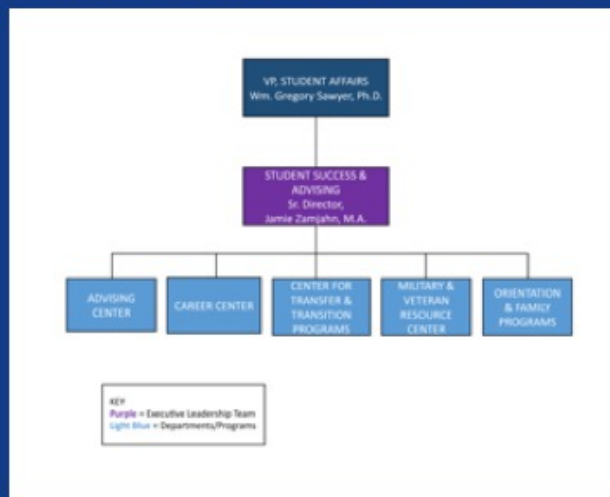 VP, STUDENT AFFAIRS
Wm. Gregory Sawyer, Ph.D.
STUDENT SUCCESS &
ADVISING
Sr. Director,
Jamie Zamjahn, M.A.
ADVISING
CENTER
CAREER CENTER
CENTER FOR
TRANSFER &
TRANSITION
PROGRAMS
MILITARY &
VETERAN
RESOURCE
CENTER
ORIENTATION
& FAMILY
PROGRAMS
KEY
Purple = Executive Leadership Team
Light Blue = Departments/Programs